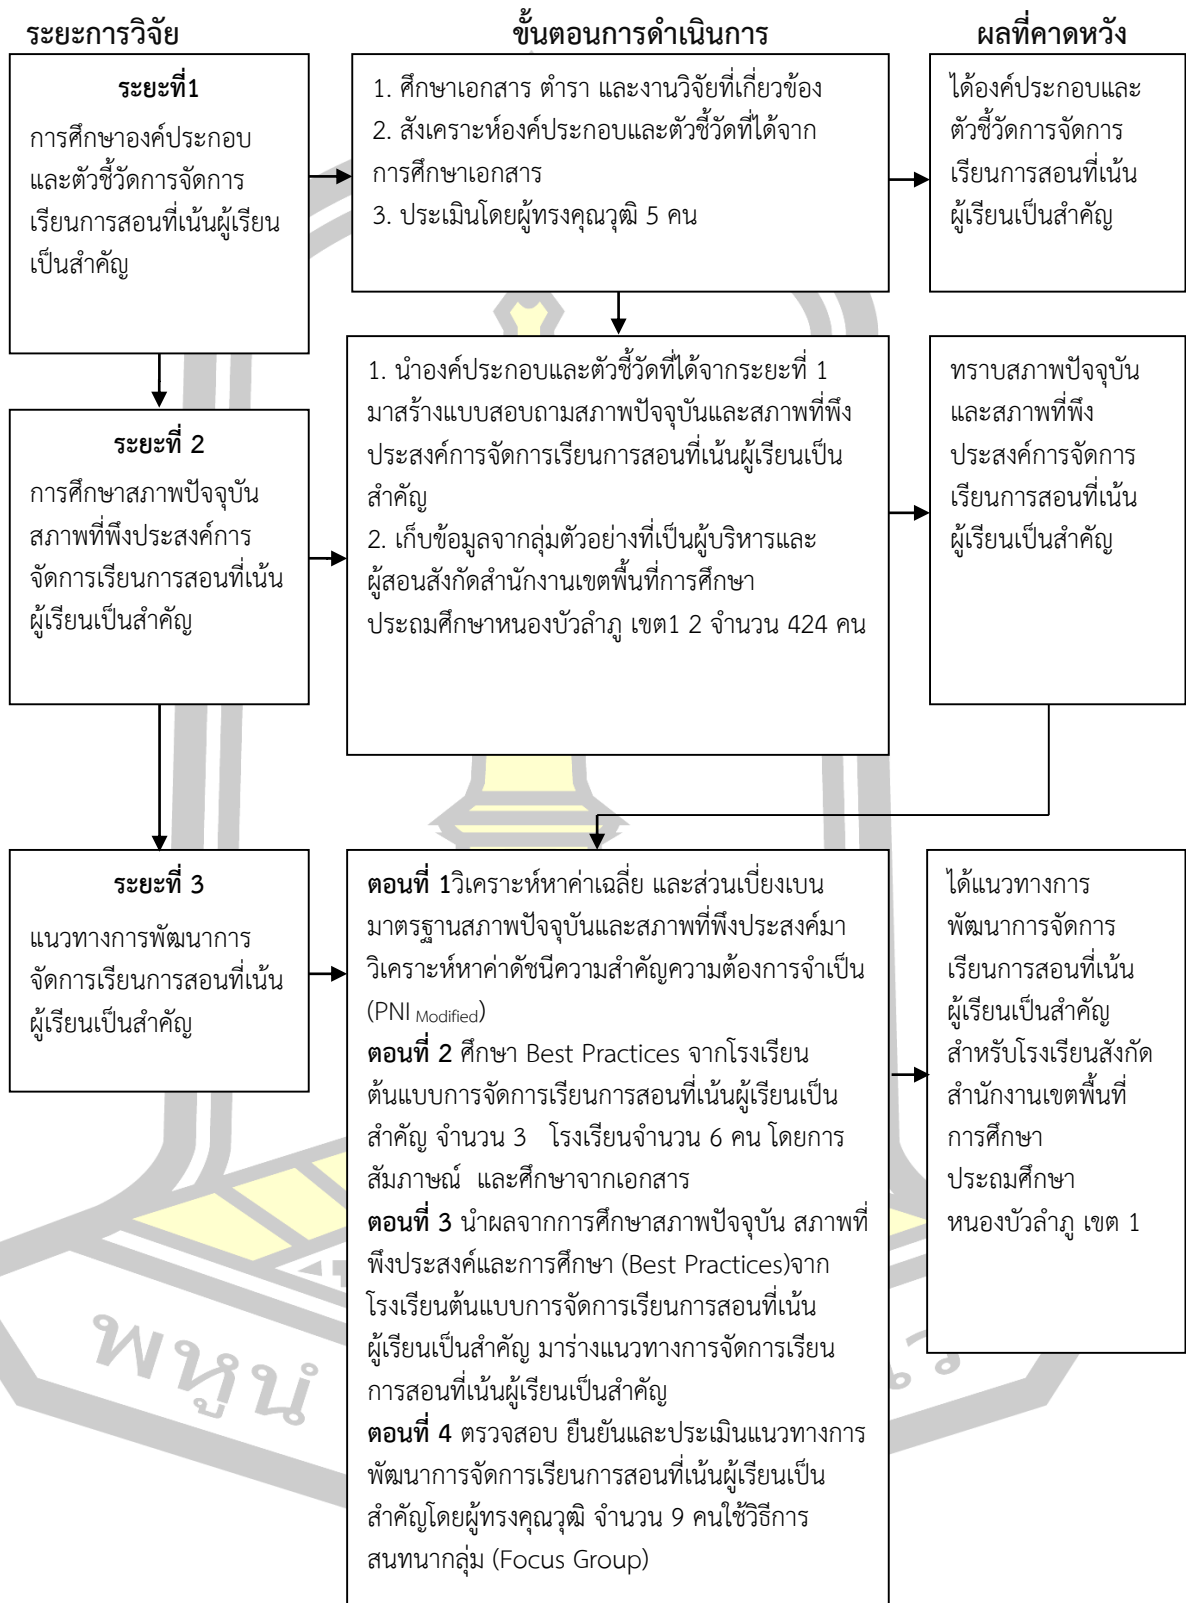 ระยะการวิจัย
ขั้นตอนการดำเนินการ
ผลที่คาดหวัง
ระยะที่1
การศึกษาองค์ประกอบ
และตัวชี้วัดการจัดการ
เรียนการสอนที่เน้นผู้เรียน
เป็นสำคัญ
1. ศึกษาเอกสาร ตำรา และงานวิจัยที่เกี่ยวข้อง
2. สังเคราะห์องค์ประกอบและตัวชี้วัดที่ได้จาก
การศึกษาเอกสาร
3. ประเมินโดยผู้ทรงคุณวุฒิ 5 คน
ได้องค์ประกอบและ
ตัวชี้วัดการจัดการ
เรียนการสอนที่เน้น
ผู้เรียนเป็นสำคัญ
ระยะที่ 2
การศึกษาสภาพปัจจุบัน
สภาพที่พึงประสงค์การ
จัดการเรียนการสอนที่เน้น
ผู้เรียนเป็นสำคัญ
1. นำองค์ประกอบและตัวชี้วัดที่ได้จากระยะที่ 1
มาสร้างแบบสอบถามสภาพปัจจุบันและสภาพที่พึง
ประสงค์การจัดการเรียนการสอนที่เน้นผู้เรียนเป็น
สำคัญ
2. เก็บข้อมูลจากกลุ่มตัวอย่างที่เป็นผู้บริหารและ
ผู้สอนสังกัดสำนักงานเขตพื้นที่การศึกษา
ประถมศึกษาหนองบัวลำภู เขต1 2 จำนวน 424 คน
ทราบสภาพปัจจุบัน
และสภาพที่พึง
ประสงค์การจัดการ
เรียนการสอนที่เน้น
ผู้เรียนเป็นสำคัญ
ระยะที่ 3
แนวทางการพัฒนาการ
จัดการเรียนการสอนที่เน้น
ผู้เรียนเป็นสำคัญ
ตอนที่ 1วิเคราะห์หาค่าเฉลี่ย และส่วนเบี่ยงเบน
มาตรฐานสภาพปัจจุบันและสภาพที่พึงประสงค์มา
วิเคราะห์หาค่าดัชนีความสำคัญความต้องการจำเป็น
(PNI Modified)
ตอนที่ 2 ศึกษา Best Practices จากโรงเรียน
ต้นแบบการจัดการเรียนการสอนที่เน้นผู้เรียนเป็น
สำคัญ จำนวน 3 โรงเรียนจำนวน 6 คน โดยการ
สัมภาษณ์ และศึกษาจากเอกสาร
ตอนที่ 3 นำผลจากการศึกษาสภาพปัจจุบัน สภาพที่
พึงประสงค์และการศึกษา (Best Practices)จาก
โรงเรียนต้นแบบการจัดการเรียนการสอนที่เน้น
ผู้เรียนเป็นสำคัญ มาร่างแนวทางการจัดการเรียน
การสอนที่เน้นผู้เรียนเป็นสำคัญ
ตอนที่ 4 ตรวจสอบ ยืนยันและประเมินแนวทางการ
พัฒนาการจัดการเรียนการสอนที่เน้นผู้เรียนเป็น
สำคัญโดยผู้ทรงคุณวุฒิ จำนวน 9 คนใช้วิธีการ
สนทนากลุ่ม (Focus Group)
ได้แนวทางการ
พัฒนาการจัดการ
เรียนการสอนที่เน้น
ผู้เรียนเป็นสำคัญ
สำหรับโรงเรียนสังกัด
สำนักงานเขตพื้นที่
การศึกษา
ประถมศึกษา
หนองบัวลำภู เขต 1
พหูนํ